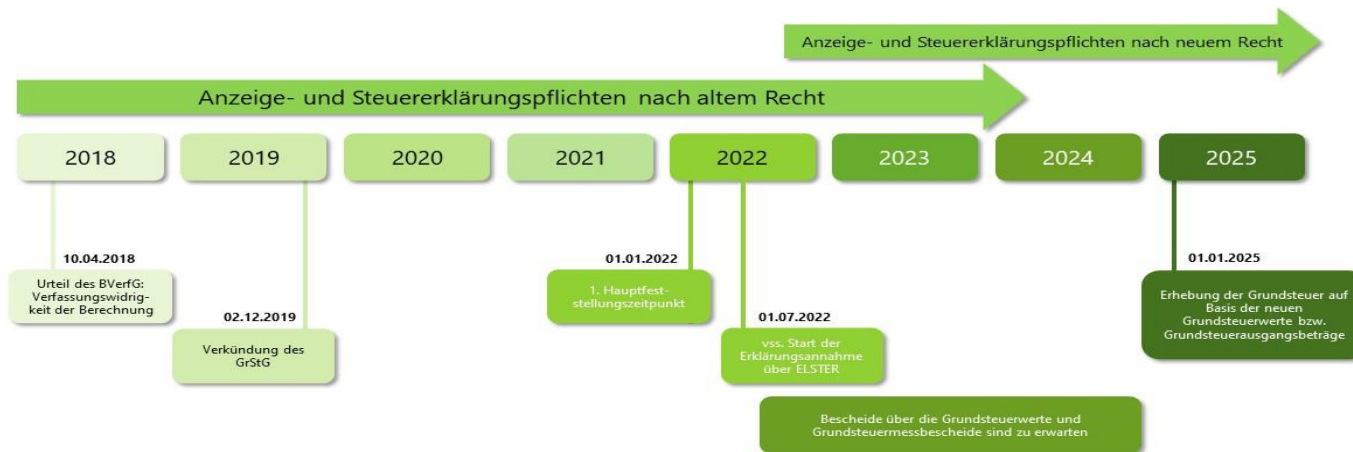 Anzeige- und Steuererklärungspflichten nach neuem Recht
Anzeige- und Steuererklärungspflichten nach altem Recht
2018
2019
2020
2021
2022
2023
2024
2025
10.04.2018
Urteil des BVerfG:
Verfassungswidrig-
keit der Berechnung
02.12.2019
Verkündung des
GrStG
01.01.2022
1. Hauptfest-
stellungszeitpunkt
01.07.2022
vss. Start der
Erklärungsannahme
über ELSTER
01.01.2025
Erhebung der Grundsteuer auf
Basis der neuen
Grundsteuerwerte bzw.
Grundsteuerausgangsbeträge
Bescheide über die Grundsteuerwerte und
Grundsteuermessbescheide sind zu erwarten